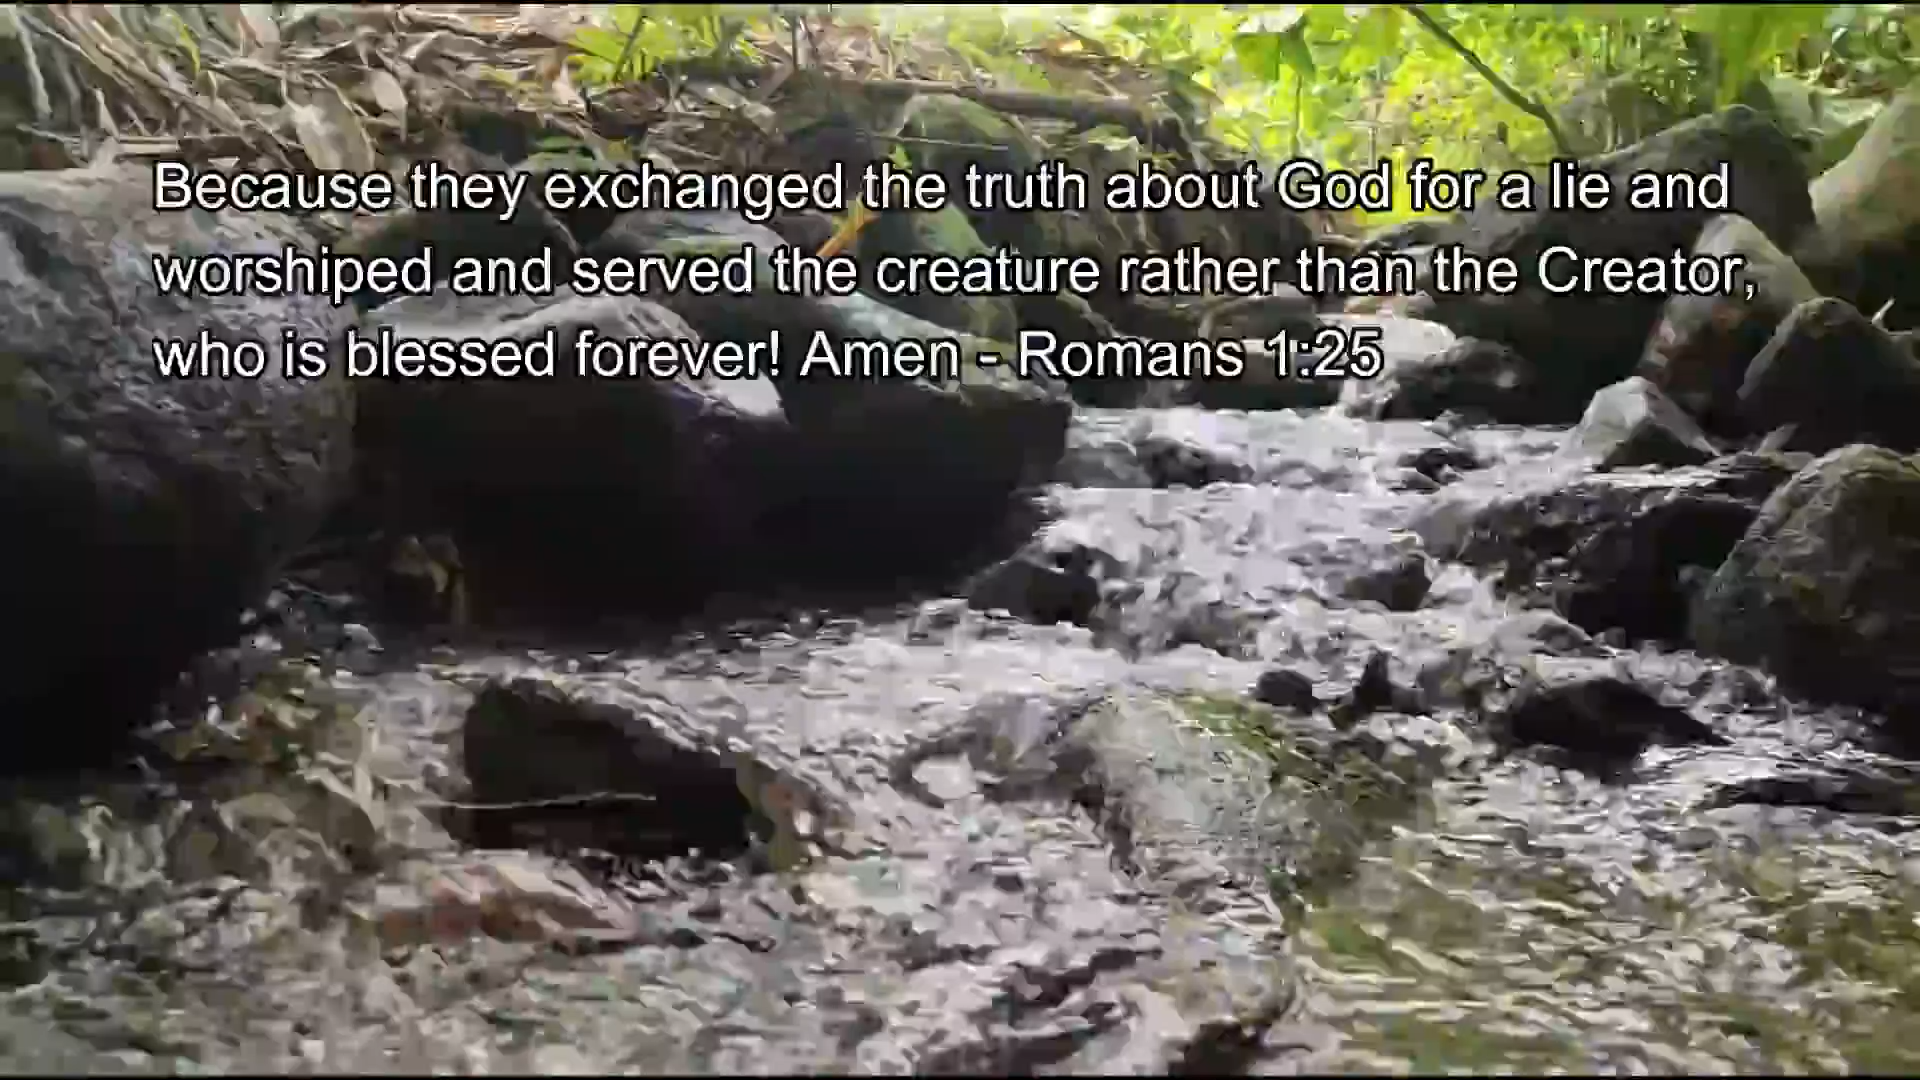 Because they exchanged the truth about God for a lie and
worshiped and served the creature rather than the Creator,
who is blessed forever! Amen - Romans 1:25